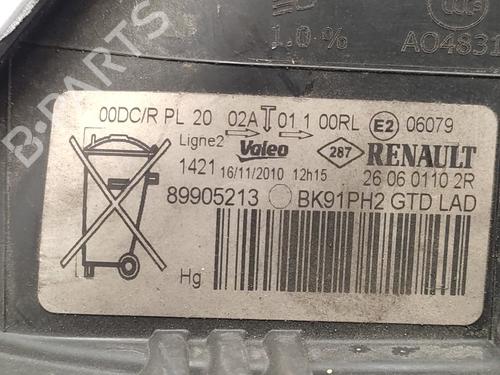 1.0 %
A04831
00DC/R PL 20 02A 01 1 00RL E2 06079
Ligne2 Valeo 287 RENAULT
1421 16/11/2010 12h15 26 06 0110 2R
89905213 BK91PH2 GTD LAD
Hg
B-Parts